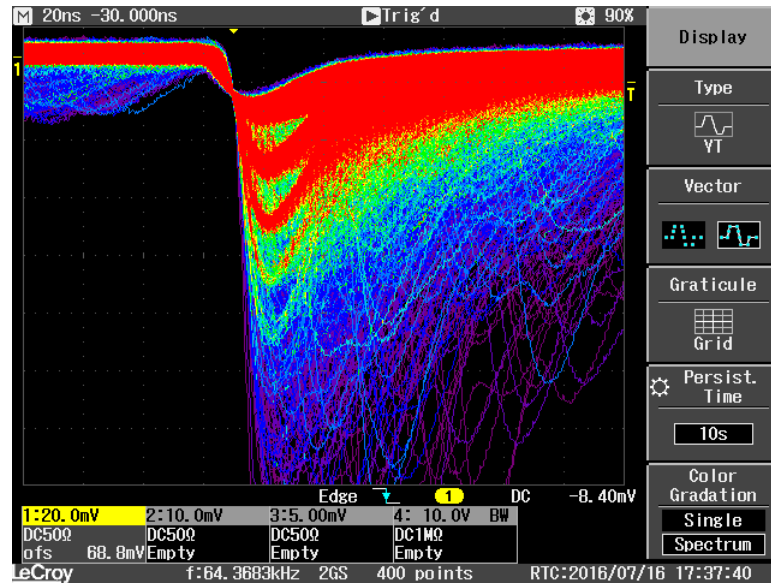 M 20ns -30.000ns Trig´d 90%
Display
Type
YT
Vector
Graticule
Grid
Persist. Time
10s
Color Gradation
Single
Spectrum
1
T
Edge 1 DC -8.40mV
1:20.0mV 2:10.0mV 3:5.00mV 4: 10.0V BW
DC50Ω DC50Ω DC50Ω DC1MΩ
ofs 68.8mV Empty Empty Empty
LeCroy f:64.3683kHz 2GS 400 points RTC:2016/07/16 17:37:40